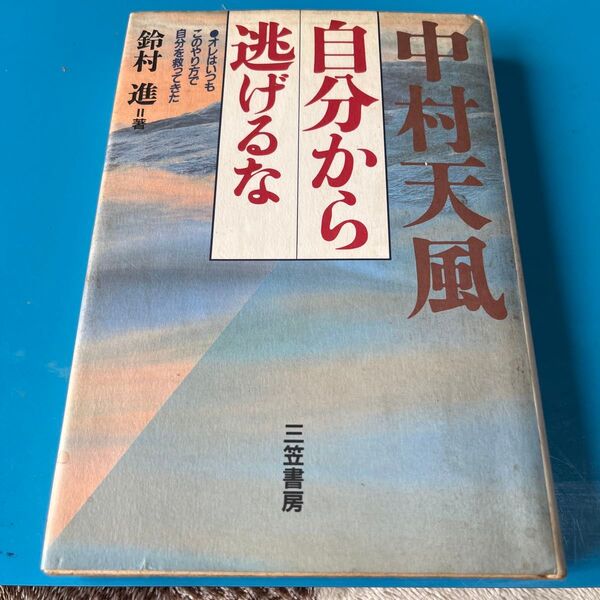 中村天風
自分から
逃げるな
●オレはいつも
このやり方で
自分を救ってきた
鈴村 進=著
三笠書房